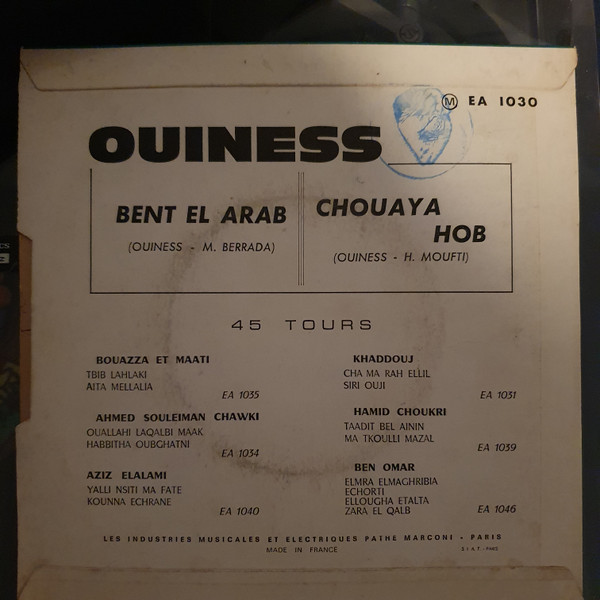 Ⓜ EA 1030
OUINESS
BENT EL ARAB
(OUINESS - M. BERRADA)
CHOUAYA
HOB
(OUINESS - H. MOUFTI)
45 TOURS
BOUAZZA ET MAATI
TBIB LAHLAKI
AITA MELLALIA
EA 1035
AHMED SOULEIMAN CHAWKI
OUALLAHI LAQALBI MAAK
HABBITHA OUBGHATNI
EA 1034
AZIZ ELALAMI
YALLI NSITI MA FATE
KOUNNA ECHRANE
EA 1040
KHADDOUJ
CHA MA RAH ELLIL
SIRI OUJI
EA 1031
HAMID CHOUKRI
TAADIT BEL AININ
MA TKOULLI MAZAL
EA 1039
BEN OMAR
ELMRA ELMAGHRIBIA
ECHORTI
ELLOUGHA ETALTA
ZARA EL QALB
EA 1046
LES INDUSTRIES MUSICALES ET ELECTRIQUES PATHE MARCONI - PARIS
MADE IN FRANCE